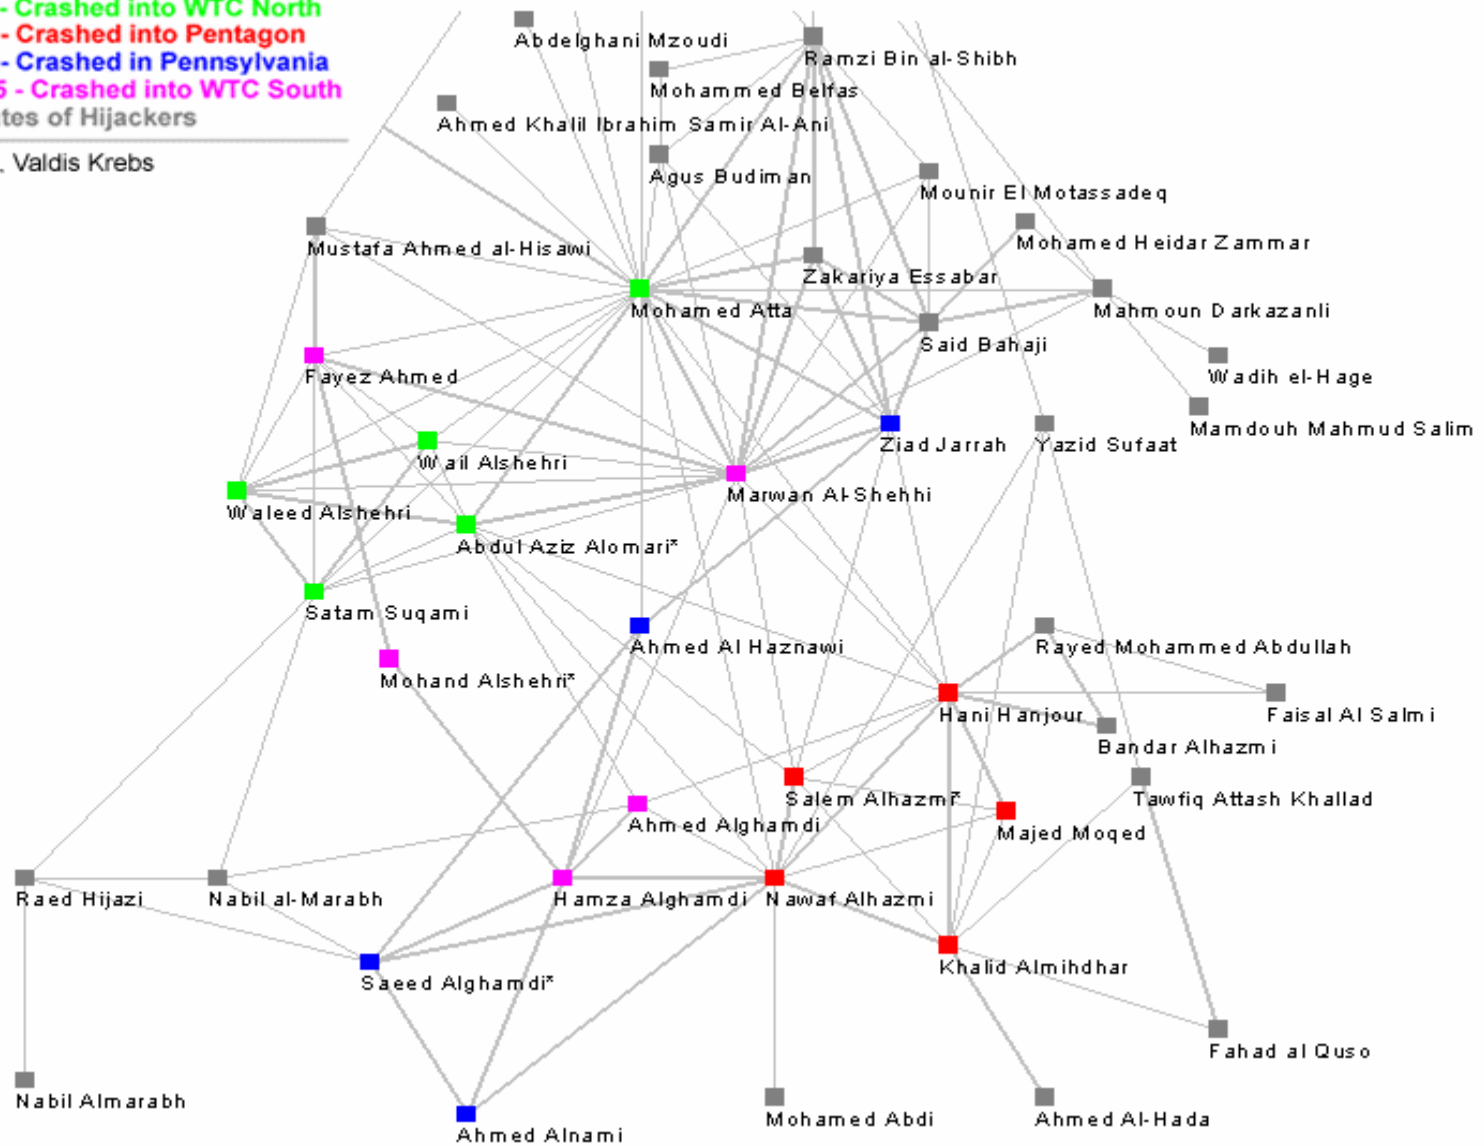 - Crashed into WTC North
- Crashed into Pentagon
- Crashed in Pennsylvania
5 - Crashed into WTC South
tes of Hijackers
, Valdis Krebs
Abdelghani Mzoudi
Ramzi Bin al-Shibh
Mohammed Belfas
Ahmed Khalil Ibrahim Samir Al-Ani
Agus Budiman
Mounir El Motassadeq
Mohamed Heidar Zammar
Mustafa Ahmed al-Hisawi
Zakariya Essabar
Mohamed Atta
Mahmoun Darkazanli
Said Bahaji
Fayez Ahmed
Wadih el-Hage
Mamdouh Mahmud Salim
Ziad Jarrah
Yazid Sufaat
Wail Alshehri
Marwan Al-Shehhi
Waleed Alshehri
Abdul Aziz Alomari*
Satam Suqami
Ahmed Al Haznawi
Rayed Mohammed Abdullah
Mohand Alshehri*
Hani Hanjour
Faisal Al Salmi
Bandar Alhazmi
Salem Alhazmi*
Tawfiq Attash Khallad
Ahmed Alghamdi
Majed Moqed
Raed Hijazi
Nabil al-Marabh
Hamza Alghamdi
Nawaf Alhazmi
Khalid Almihdhar
Saeed Alghamdi*
Fahad al Quso
Nabil Almarabh
Mohamed Abdi
Ahmed Al-Hada
Ahmed Alnami